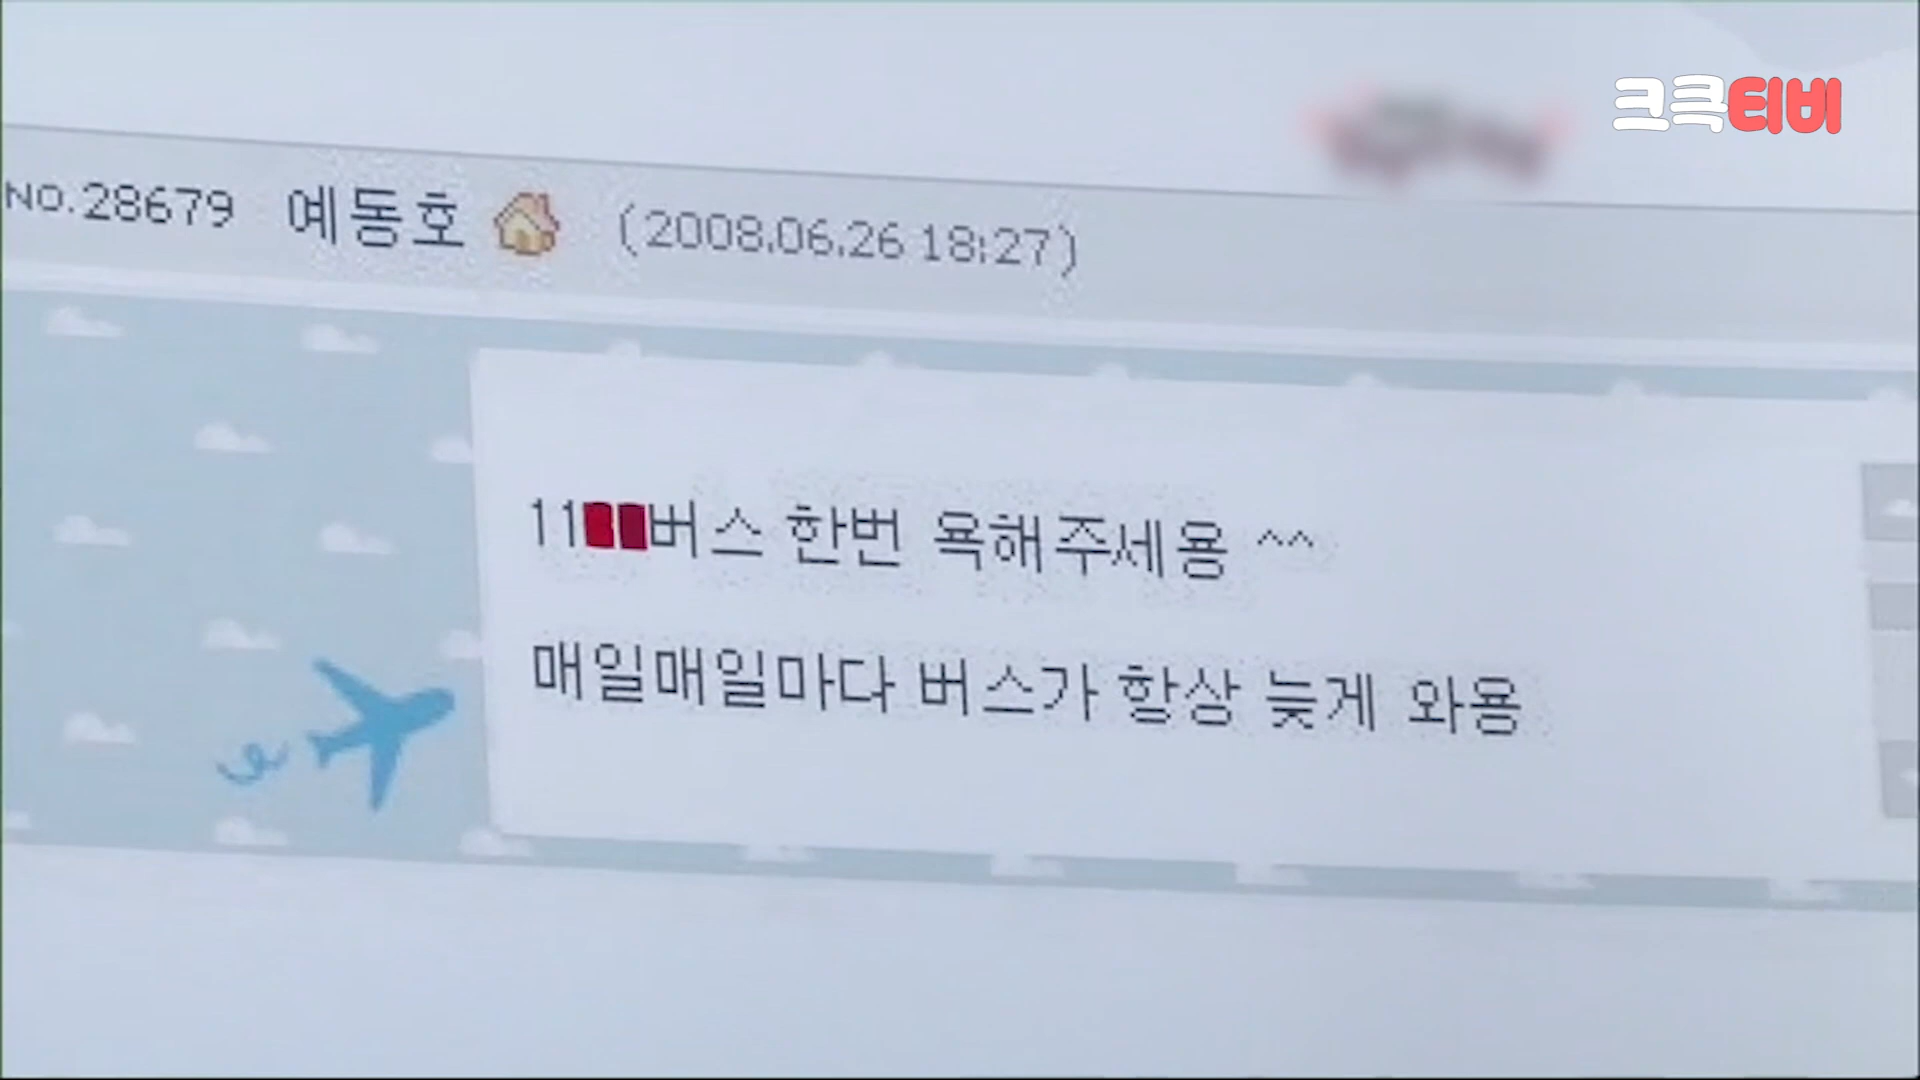 크큭티비
No.28679 예동호 (2008.06.26 18:27)
11버스 한번 욕해주세용 ^^
매일매일마다 버스가 항상 늦게 와용